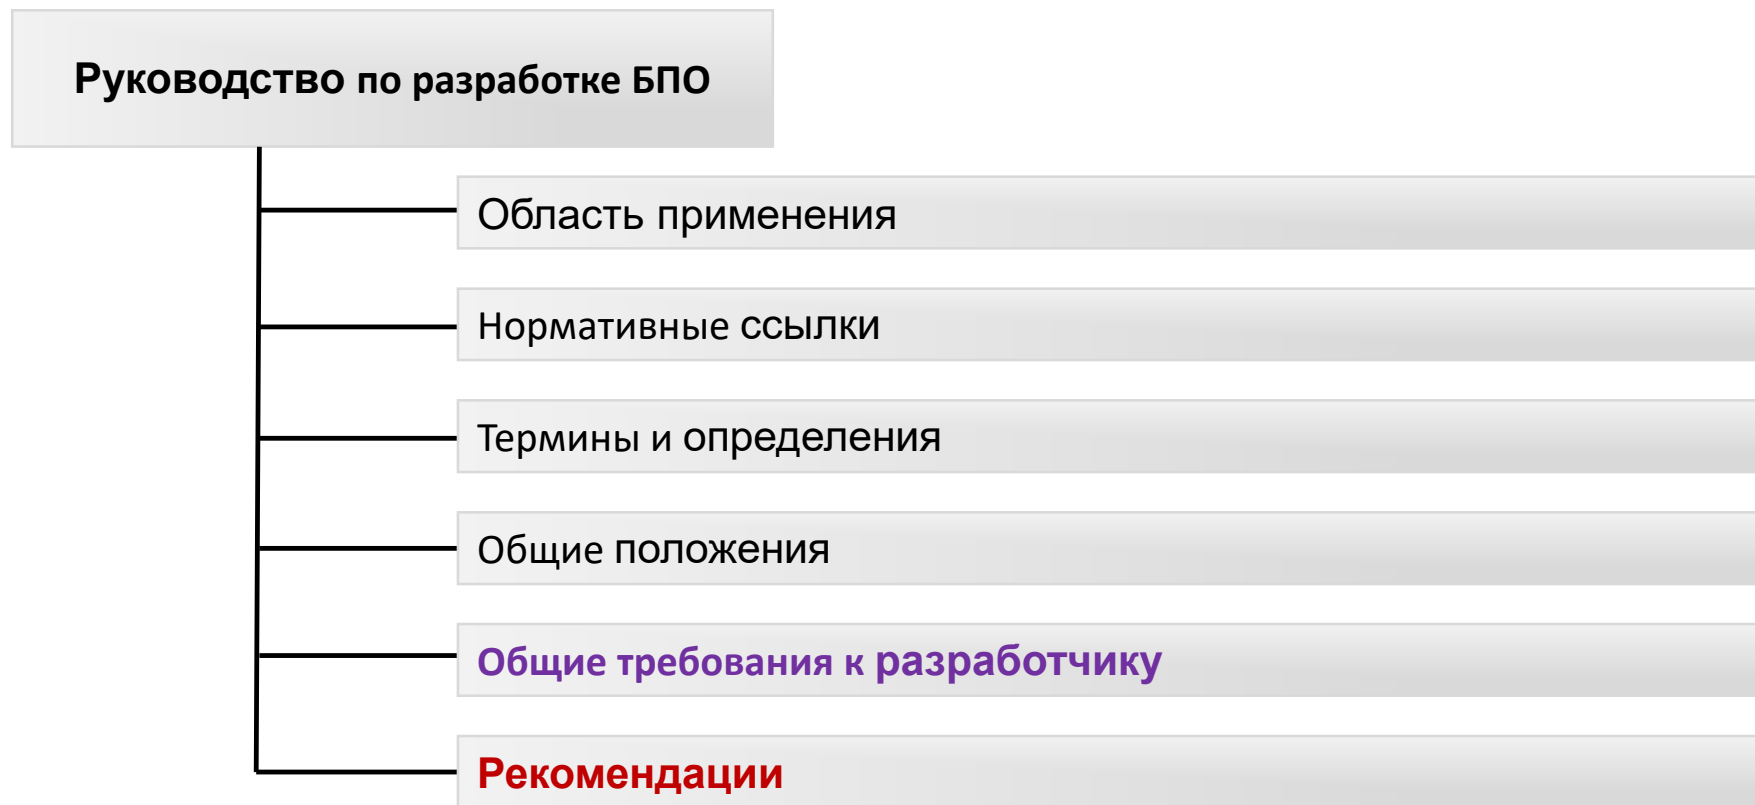 Руководство по разработке БПО
Область применения
Нормативные ссылки
Термины и определения
Общие положения
Общие требования к разработчику
Рекомендации